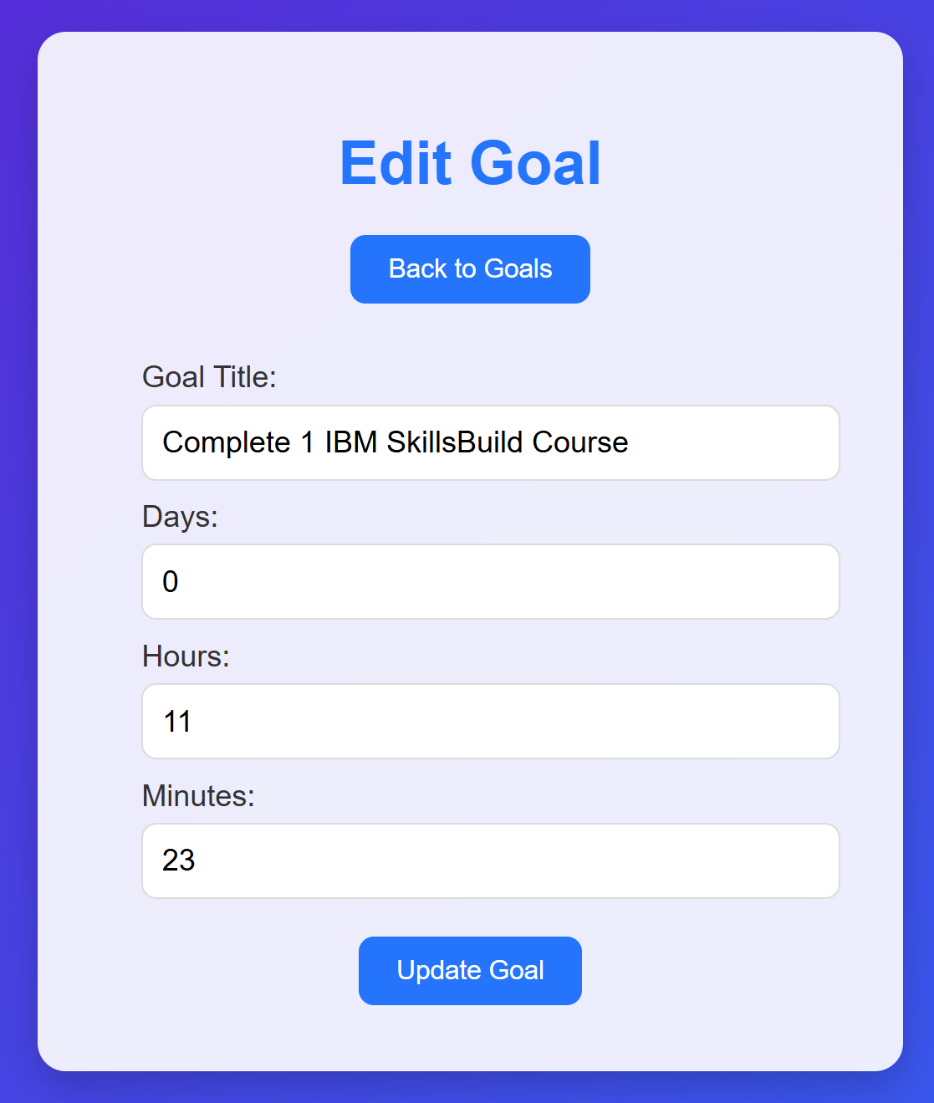 Edit Goal
Back to Goals
Goal Title:
Complete 1 IBM SkillsBuild Course
Days:
0
Hours:
11
Minutes:
23
Update Goal